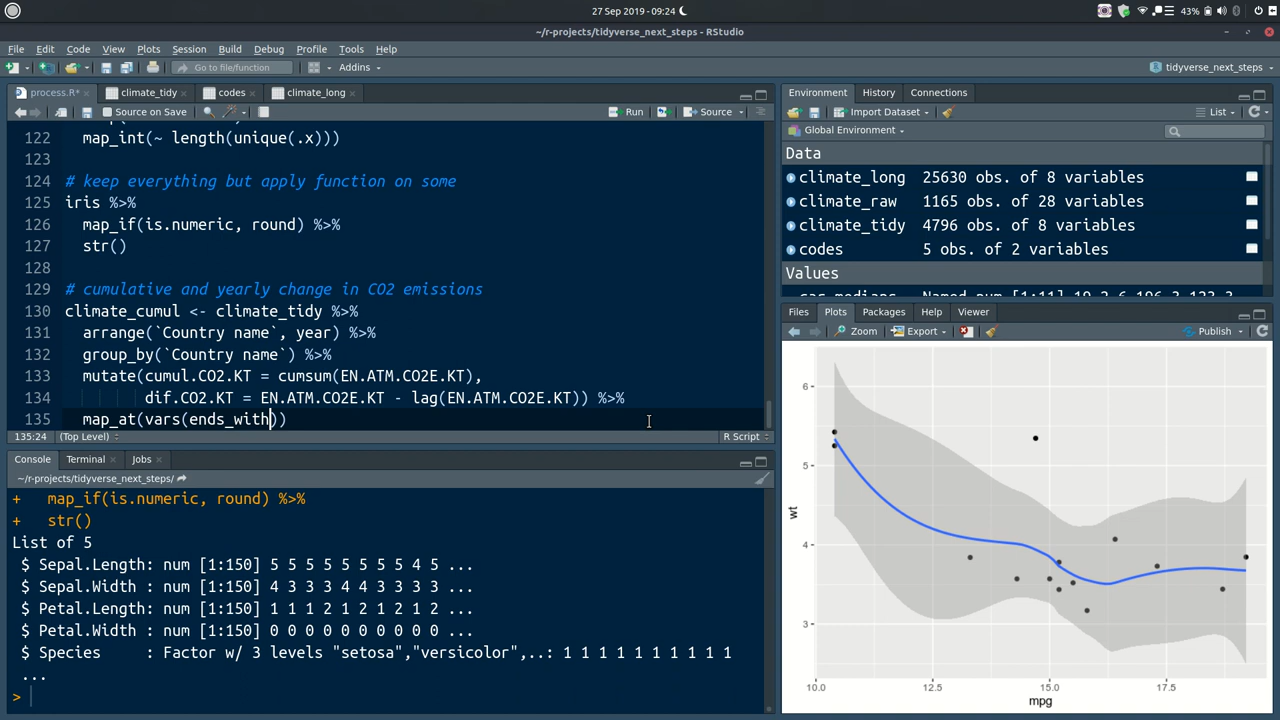 27 Sep 2019 - 09:24
43%
~/r-projects/tidyverse_next_steps - RStudio
File Edit Code View Plots Session Build Debug Profile Tools Help
Go to file/function
Addins
tidyverse_next_steps
process.R*
climate_tidy
codes
climate_long
Source on Save
Run
Source
122 map_int(~ length(unique(.x)))
123
124 # keep everything but apply function on some
125 iris %>%
126 map_if(is.numeric, round) %>%
127 str()
128
129 # cumulative and yearly change in CO2 emissions
130 climate_cumul <- climate_tidy %>%
131 arrange(`Country name`, year) %>%
132 group_by(`Country name`) %>%
133 mutate(cumul.CO2.KT = cumsum(EN.ATM.CO2E.KT),
134 dif.CO2.KT = EN.ATM.CO2E.KT - lag(EN.ATM.CO2E.KT)) %>%
135 map_at(vars(ends_with))
135:24 (Top Level) R Script
Console Terminal Jobs
~/r-projects/tidyverse_next_steps/
+ map_if(is.numeric, round) %>%
+ str()
List of 5
$ Sepal.Length: num [1:150] 5 5 5 5 5 5 5 5 4 5 ...
$ Sepal.Width : num [1:150] 4 3 3 3 4 4 3 3 3 3 ...
$ Petal.Length: num [1:150] 1 1 1 2 1 2 1 2 1 2 ...
$ Petal.Width : num [1:150] 0 0 0 0 0 0 0 0 0 0 ...
$ Species : Factor w/ 3 levels "setosa","versicolor",..: 1 1 1 1 1 1 1 1 1 1
...
>
Environment History Connections
Import Dataset
List
Global Environment
Data
climate_long 25630 obs. of 8 variables
climate_raw 1165 obs. of 28 variables
climate_tidy 4796 obs. of 8 variables
codes 5 obs. of 2 variables
Values
Files Plots Packages Help Viewer
Zoom Export Publish
6
5
4
3
wt
10.0 12.5 15.0 17.5
mpg